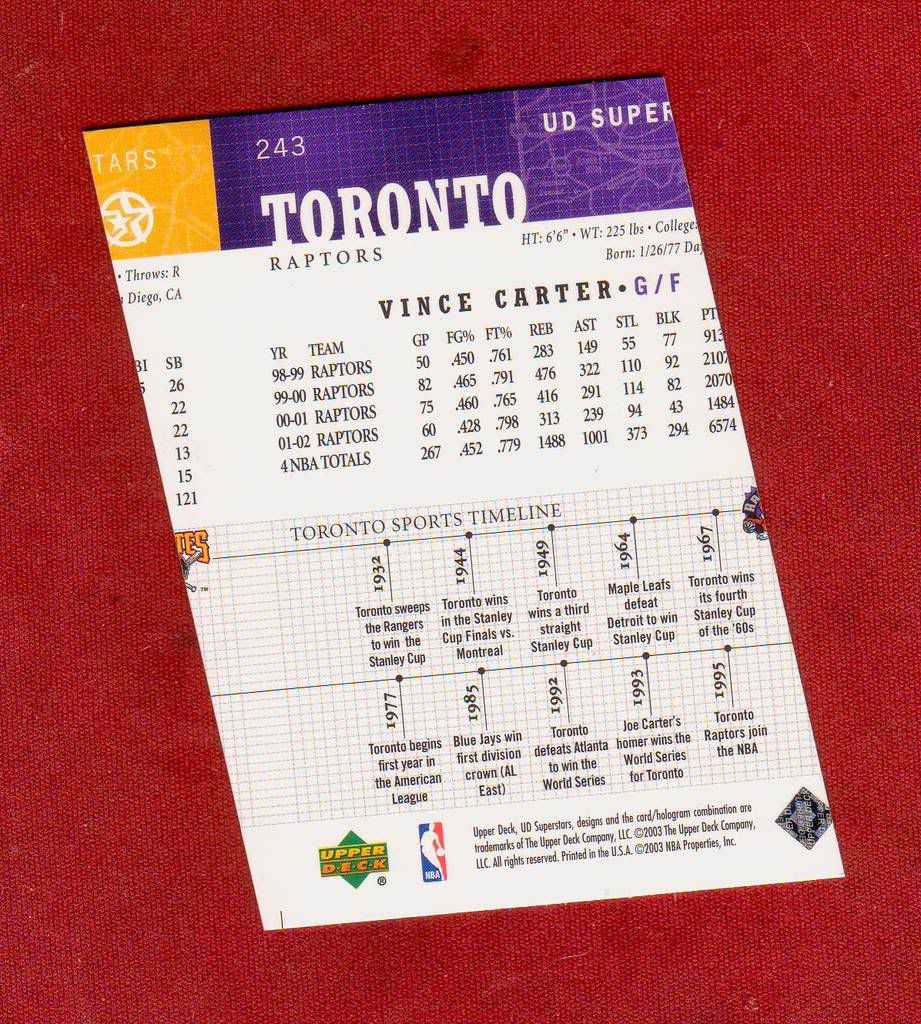 TARS™
243
UD SUPER
TORONTO
RAPTORS
HT: 6'6" • WT: 225 lbs • College:
Born: 1/26/77 Da
• Throws: R
Diego, CA
VINCE CARTER • G/F
BI SB
26
22
22
13
15
121
YR TEAM GP FG% FT% REB AST STL BLK PT
98-99 RAPTORS 50 .450 .761 283 149 55 77 913
99-00 RAPTORS 82 .465 .791 476 322 110 92 2107
00-01 RAPTORS 75 .460 .765 416 291 114 82 2070
01-02 RAPTORS 60 .428 .798 313 239 94 43 1484
4 NBA TOTALS 267 .452 .779 1488 1001 373 294 6574
TES
™
TORONTO SPORTS TIMELINE
1932
Toronto sweeps
the Rangers
to win the
Stanley Cup
1944
Toronto wins
in the Stanley
Cup Finals vs.
Montreal
1949
Toronto
wins a third
straight
Stanley Cup
1964
Maple Leafs
defeat
Detroit to win
Stanley Cup
1967
Toronto wins
its fourth
Stanley Cup
of the '60s
1977
Toronto begins
first year in
the American
League
1985
Blue Jays win
first division
crown (AL
East)
1992
Toronto
defeats Atlanta
to win the
World Series
1993
Joe Carter's
homer wins the
World Series
for Toronto
1995
Toronto
Raptors join
the NBA
UPPER
DECK
®
NBA
Upper Deck, UD Superstars, designs and the card/hologram combination are
trademarks of The Upper Deck Company, LLC. ©2003 The Upper Deck Company,
LLC. All rights reserved. Printed in the U.S.A. ©2003 NBA Properties, Inc.